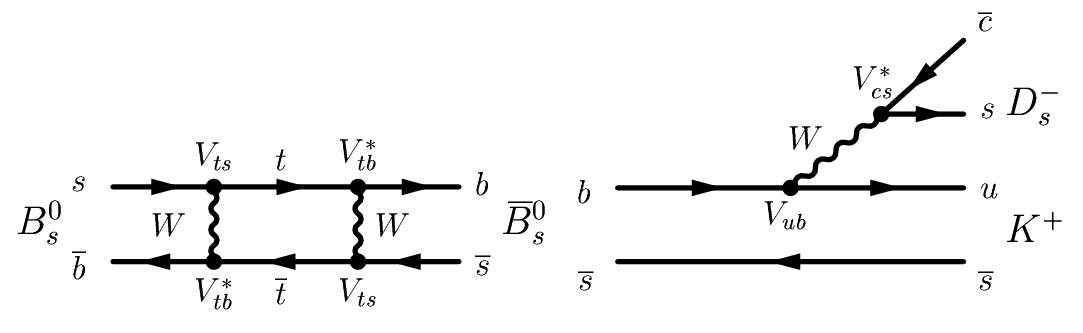 c̅
V*cs
s D−s
W
Vts t V*tb
s b b u
B0s W W B̅0s Vub K+
b̅ s̅ s̅ s̅
V*tb t̅ Vts